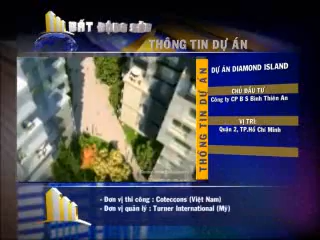 BẤT ĐỘNG SẢN
THÔNG TIN DỰ ÁN
THÔNG TIN DỰ ÁN
DỰ ÁN DIAMOND ISLAND
CHỦ ĐẦU TƯ
Công ty CP B S Bình Thiên An
VỊ TRÍ:
Quận 2, TP.Hồ Chí Minh
- Đơn vị thi công : Coteccons (Việt Nam)
- Đơn vị quản lý : Turner International (Mỹ)